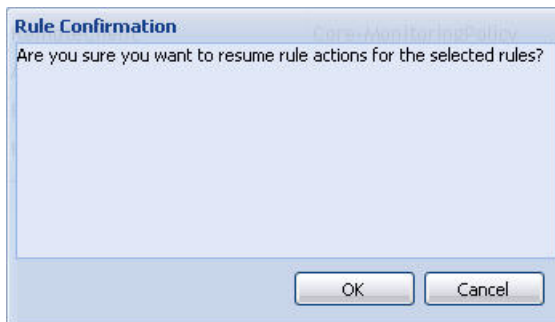 Rule Confirmation
Core-MonitoringPolicy
Are you sure you want to resume rule actions for the selected rules?
OK
Cancel